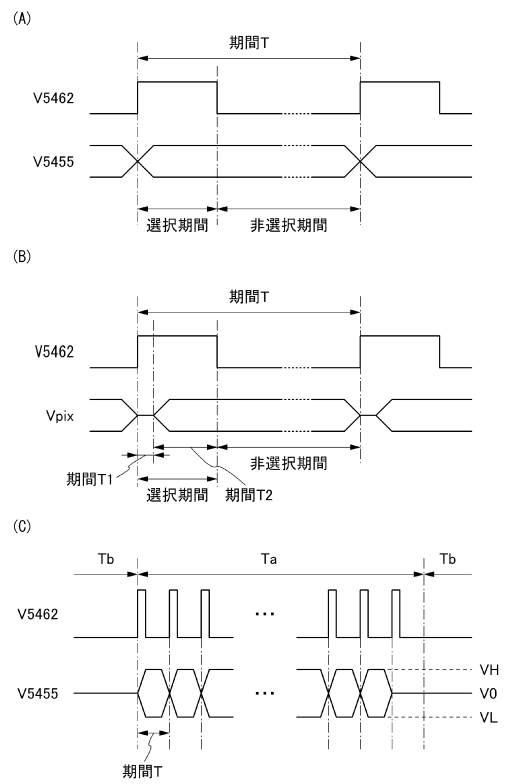 (A)
期間T
V5462
V5455
選択期間 非選択期間
(B)
期間T
V5462
Vpix
期間T1 選択期間 期間T2 非選択期間
(C)
Tb Ta Tb
V5462
V5455
VH
V0
VL
期間T